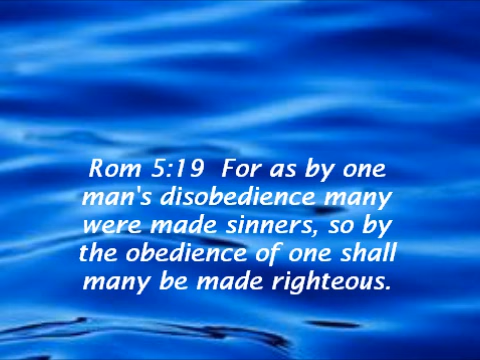 Rom 5:19  For as by one
man's disobedience many
were made sinners, so by
the obedience of one shall
many be made righteous.